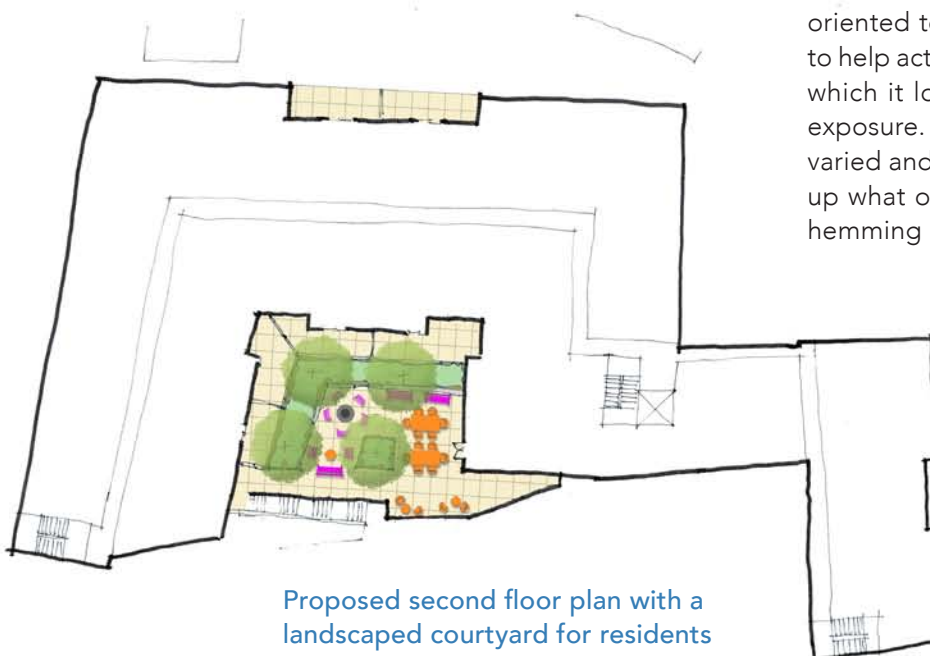 oriented to
to help act
which it lo
exposure.
varied and
up what o
hemming
Proposed second floor plan with a
landscaped courtyard for residents